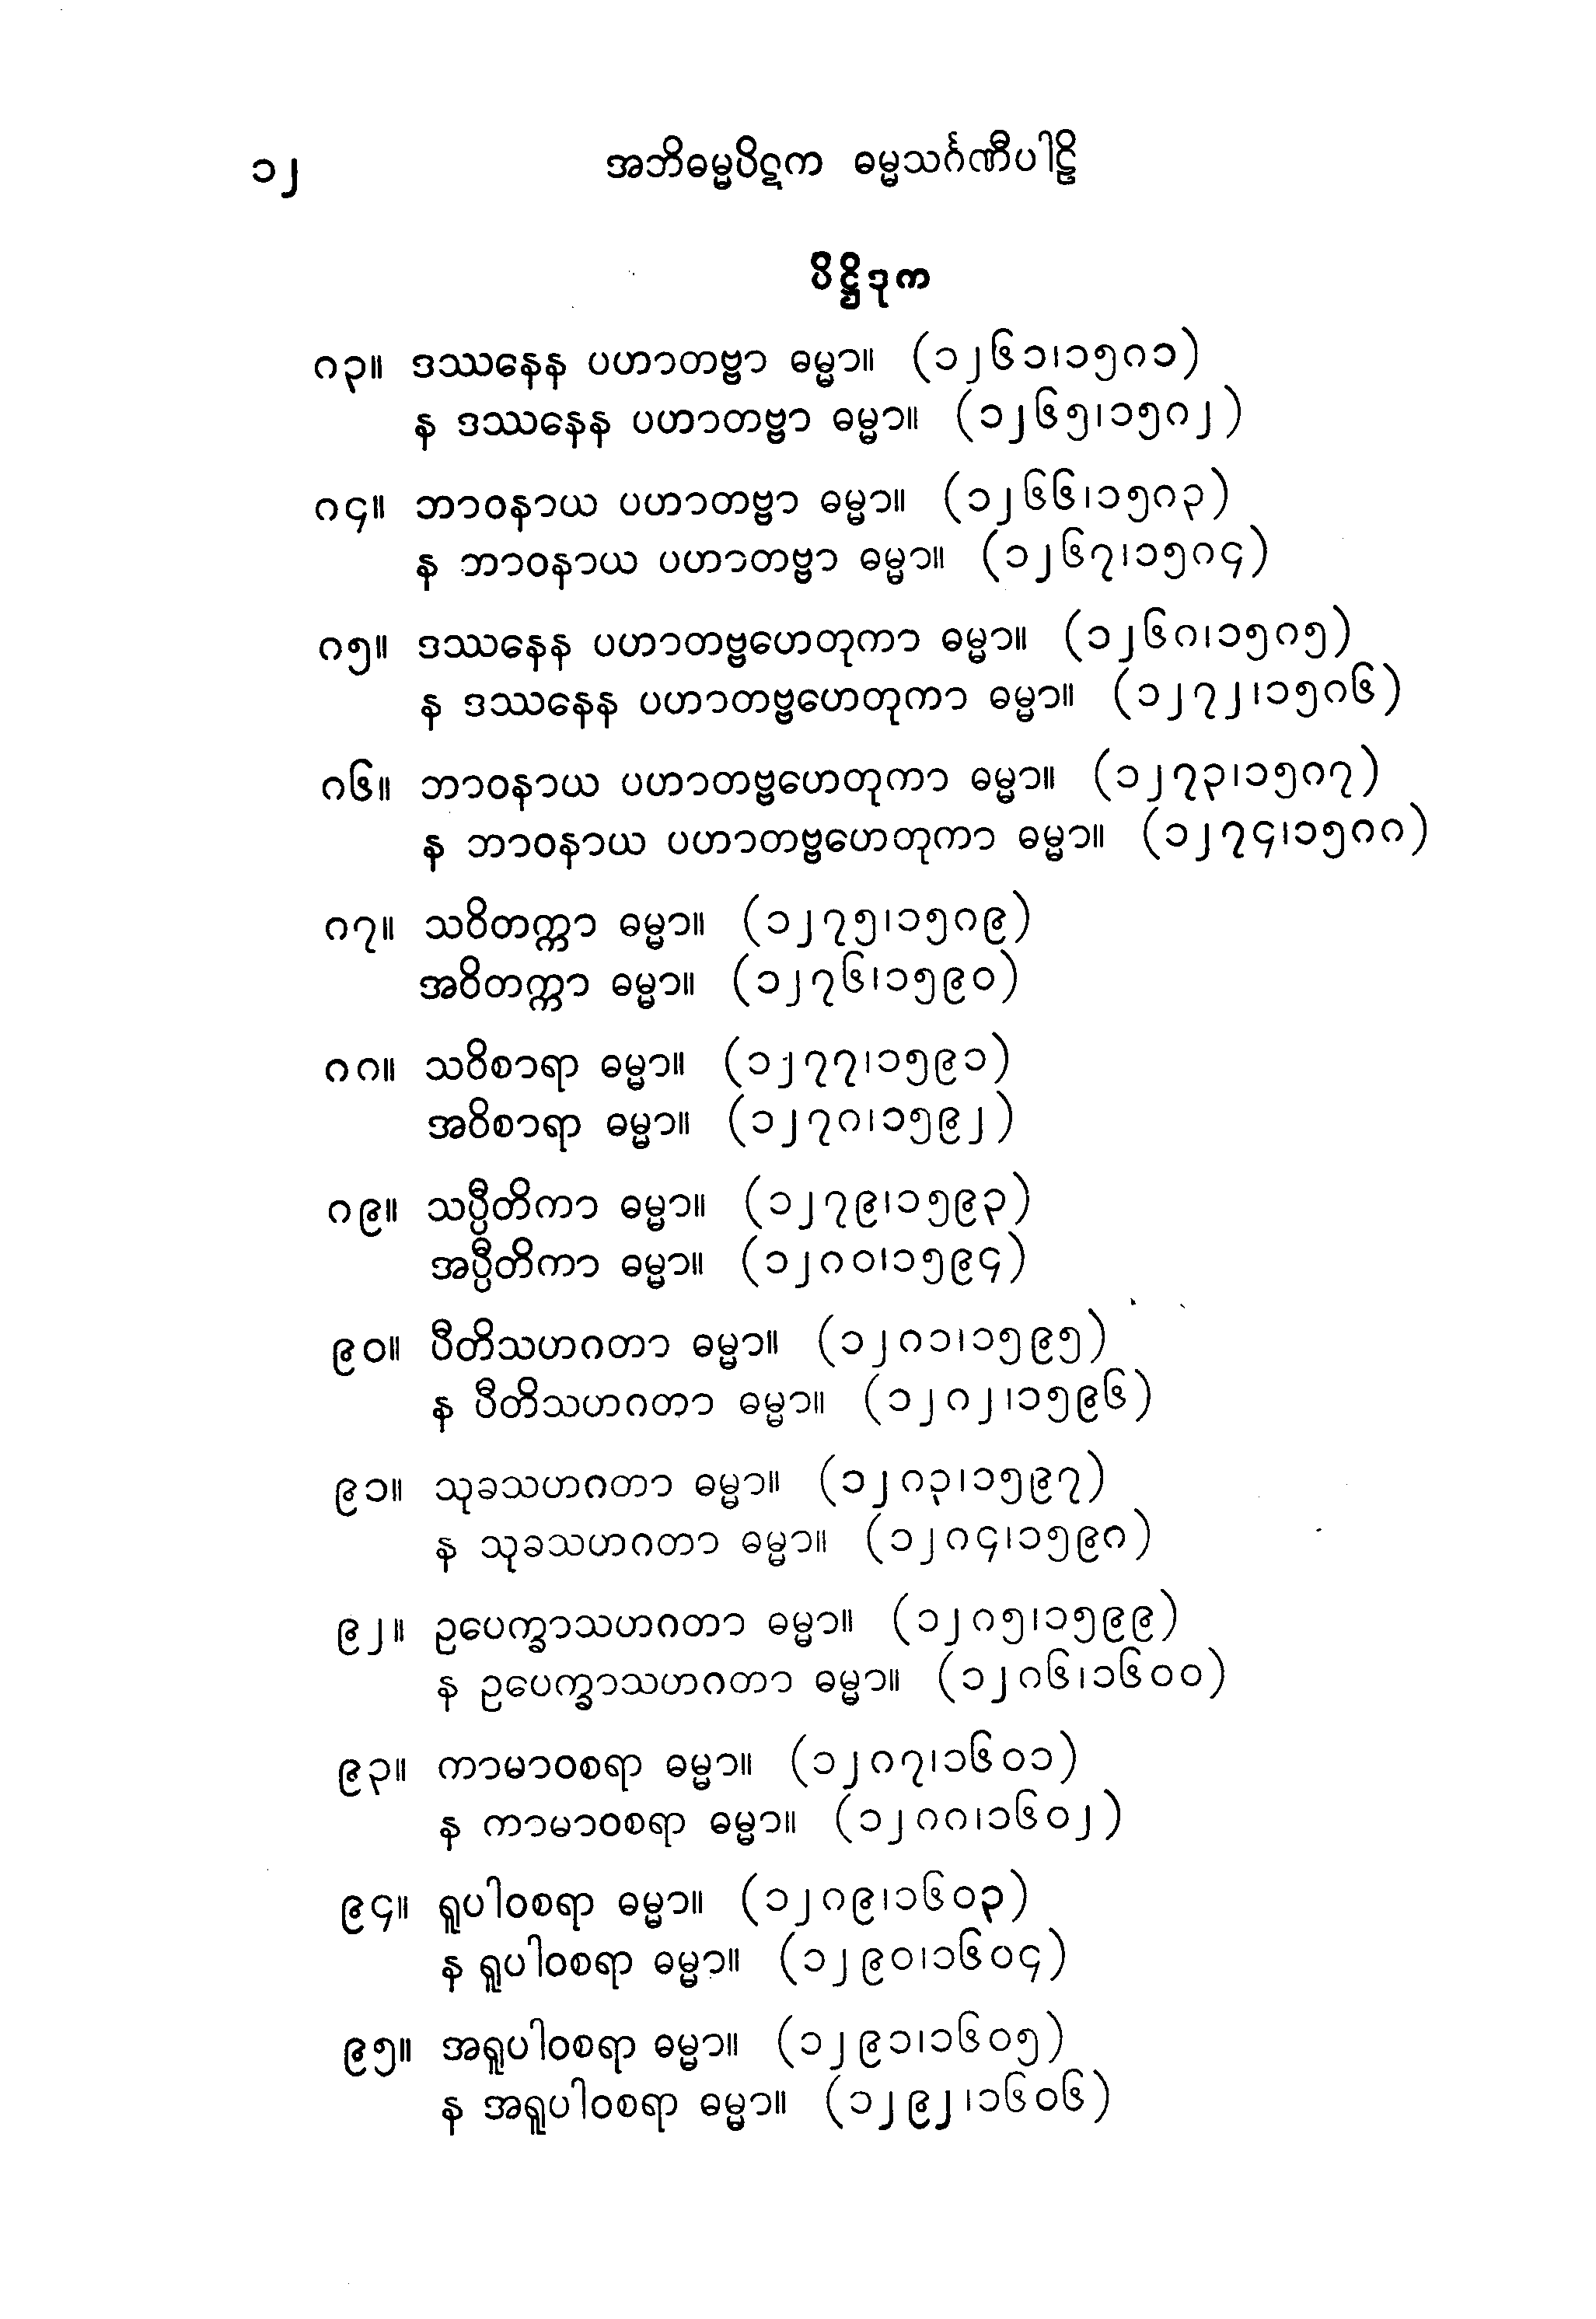 ၁၂ အဘိဓမ္မပိဋက ဓမ္မသင်္ဂဏီပါဠိ
ပိဋ္ဌိဒုက
၈၃။ ဒဿနေန ပဟာတဗ္ဗာ ဓမ္မာ။ (၁၂၆၁၊၁၅၈၁)
န ဒဿနေန ပဟာတဗ္ဗာ ဓမ္မာ။ (၁၂၆၅၊၁၅၈၂)
၈၄။ ဘာဝနာယ ပဟာတဗ္ဗာ ဓမ္မာ။ (၁၂၆၆၊၁၅၈၃)
န ဘာဝနာယ ပဟာတဗ္ဗာ ဓမ္မာ။ (၁၂၆၇၊၁၅၈၄)
၈၅။ ဒဿနေန ပဟာတဗ္ဗဟေတုကာ ဓမ္မာ။ (၁၂၆၈၊၁၅၈၅)
န ဒဿနေန ပဟာတဗ္ဗဟေတုကာ ဓမ္မာ။ (၁၂၇၂၊၁၅၈၆)
၈၆။ ဘာဝနာယ ပဟာတဗ္ဗဟေတုကာ ဓမ္မာ။ (၁၂၇၃၊၁၅၈၇)
န ဘာဝနာယ ပဟာတဗ္ဗဟေတုကာ ဓမ္မာ။ (၁၂၇၄၊၁၅၈၈)
၈၇။ သဝိတက္ကာ ဓမ္မာ။ (၁၂၇၅၊၁၅၈၉)
အဝိတက္ကာ ဓမ္မာ။ (၁၂၇၆၊၁၅၉၀)
၈၈။ သဝိစာရာ ဓမ္မာ။ (၁၂၇၇၊၁၅၉၁)
အဝိစာရာ ဓမ္မာ။ (၁၂၇၈၊၁၅၉၂)
၈၉။ သပ္ပီတိကာ ဓမ္မာ။ (၁၂၇၉၊၁၅၉၃)
အပ္ပီတိကာ ဓမ္မာ။ (၁၂၈၀၊၁၅၉၄)
၉၀။ ပီတိသဟဂတာ ဓမ္မာ။ (၁၂၈၁၊၁၅၉၅)
န ပီတိသဟဂတာ ဓမ္မာ။ (၁၂၈၂၊၁၅၉၆)
၉၁။ သုခသဟဂတာ ဓမ္မာ။ (၁၂၈၃၊၁၅၉၇)
န သုခသဟဂတာ ဓမ္မာ။ (၁၂၈၄၊၁၅၉၈)
၉၂။ ဥပေက္ခာသဟဂတာ ဓမ္မာ။ (၁၂၈၅၊၁၅၉၉)
န ဥပေက္ခာသဟဂတာ ဓမ္မာ။ (၁၂၈၆၊၁၆၀၀)
၉၃။ ကာမာဝစရာ ဓမ္မာ။ (၁၂၈၇၊၁၆၀၁)
န ကာမာဝစရာ ဓမ္မာ။ (၁၂၈၈၊၁၆၀၂)
၉၄။ ရူပါဝစရာ ဓမ္မာ။ (၁၂၈၉၊၁၆၀၃)
န ရူပါဝစရာ ဓမ္မာ။ (၁၂၉၀၊၁၆၀၄)
၉၅။ အရူပါဝစရာ ဓမ္မာ။ (၁၂၉၁၊၁၆၀၅)
န အရူပါဝစရာ ဓမ္မာ။ (၁၂၉၂၊၁၆၀၆)